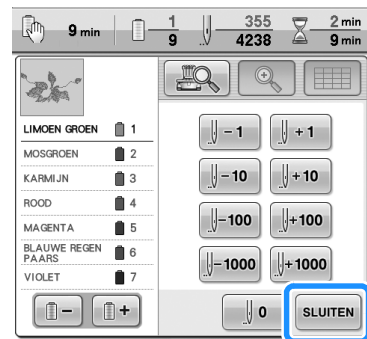 9 min
1
9
355
4238
2 min
9 min
LIMOEN GROEN 1
MOSGROEN 2
KARMIJN 3
ROOD 4
MAGENTA 5
BLAUWE REGEN
PAARS 6
VIOLET 7
-1
+1
-10
+10
-100
+100
-1000
+1000
−
+
0
SLUITEN